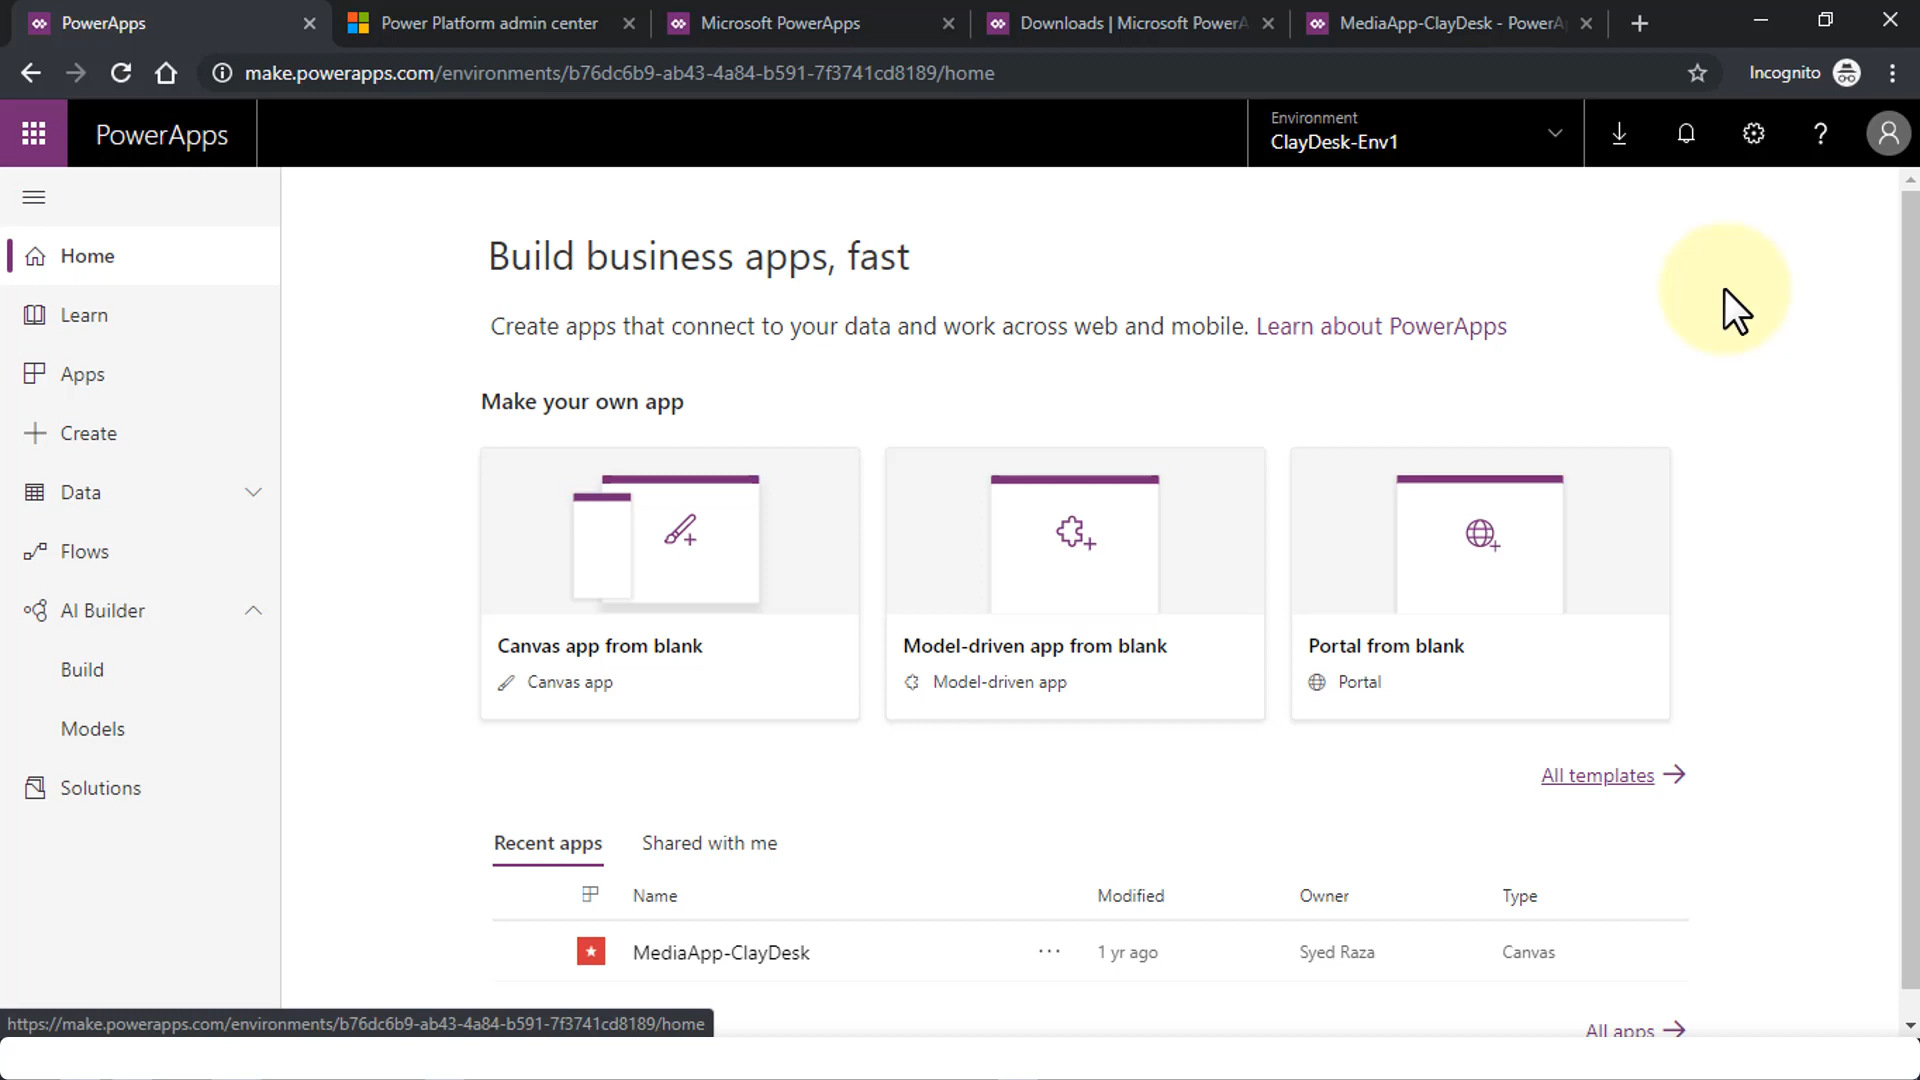 PowerApps
Power Platform admin center
Microsoft PowerApps
Downloads | Microsoft PowerA
MediaApp-ClayDesk - PowerA
make.powerapps.com/environments/b76dc6b9-ab43-4a84-b591-7f3741cd8189/home
Incognito
PowerApps
Environment
ClayDesk-Env1
Home
Learn
Apps
Create
Data
Flows
AI Builder
Build
Models
Solutions
Build business apps, fast
Create apps that connect to your data and work across web and mobile. Learn about PowerApps
Make your own app
Canvas app from blank
Canvas app
Model-driven app from blank
Model-driven app
Portal from blank
Portal
All templates
Recent apps Shared with me
Name Modified Owner Type
MediaApp-ClayDesk ... 1 yr ago Syed Raza Canvas
All apps
https://make.powerapps.com/environments/b76dc6b9-ab43-4a84-b591-7f3741cd8189/home